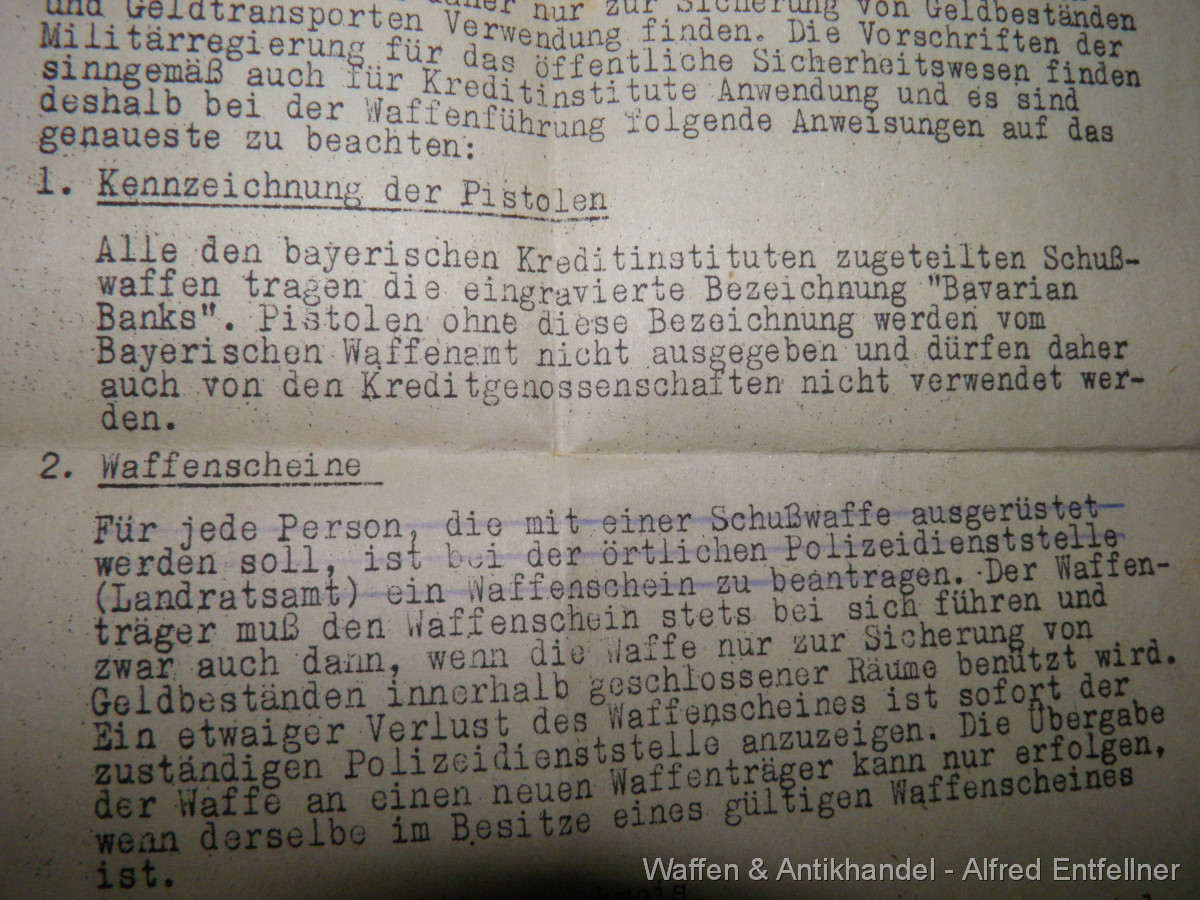 und Geldtransporten Verwendung finden. Die Vorschriften der
nur zur Sicherung von Geldbeständen
Militärregierung für das öffentliche Sicherheitswesen finden
sinngemäß auch für Kreditinstitute Anwendung und es sind
deshalb bei der Waffenführung folgende Anweisungen auf das
genaueste zu beachten:
1. Kennzeichnung der Pistolen
Alle den bayerischen Kreditinstituten zugeteilten Schuß-
waffen tragen die eingravierte Bezeichnung "Bavarian
Banks". Pistolen ohne diese Bezeichnung werden vom
Bayerischen Waffenamt nicht ausgegeben und dürfen daher
auch von den Kreditgenossenschaften nicht verwendet wer-
den.
2. Waffenscheine
Für jede Person, die mit einer Schußwaffe ausgerüstet
werden soll, ist bei der örtlichen Polizeidienststelle
(Landratsamt) ein Waffenschein zu beantragen. Der Waffen-
träger muß den Waffenschein stets bei sich führen und
zwar auch dann, wenn die Waffe nur zur Sicherung von
Geldbeständen innerhalb geschlossener Räume benützt wird.
Ein etwaiger Verlust des Waffenscheines ist sofort der
zuständigen Polizeidienststelle anzuzeigen. Die Übergabe
der Waffe an einen neuen Waffenträger kann nur erfolgen,
wenn derselbe im Besitze eines gültigen Waffenscheines
ist.
Waffen & Antikhandel - Alfred Entfellner